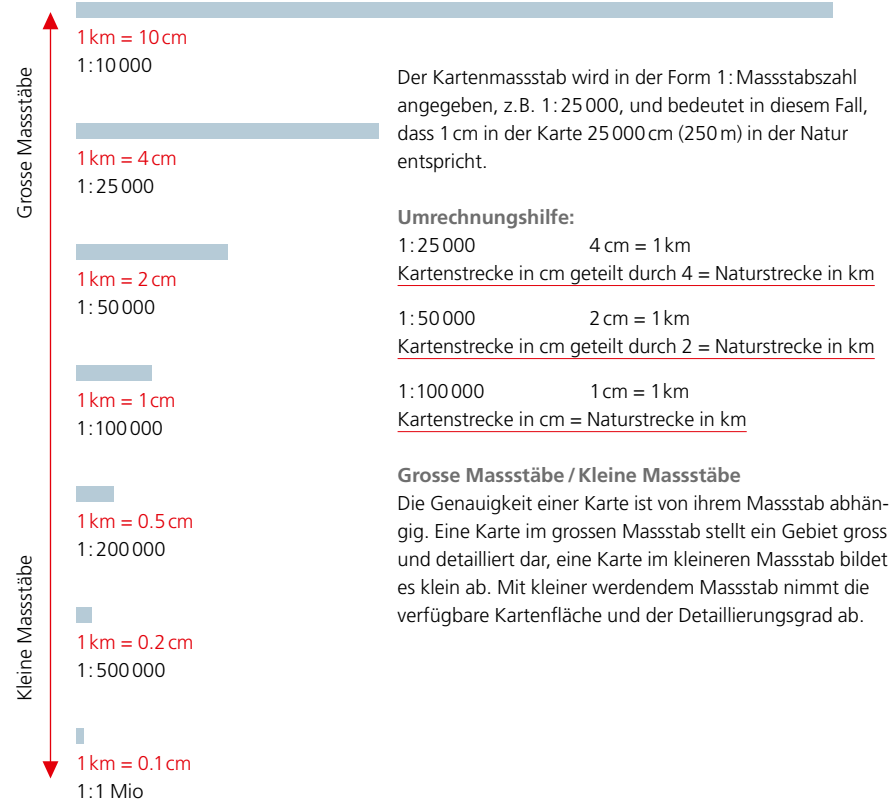 Grosse Massstäbe
Kleine Massstäbe
1 km = 10 cm
1:10 000
1 km = 4 cm
1:25 000
1 km = 2 cm
1:50 000
1 km = 1 cm
1:100 000
1 km = 0.5 cm
1:200 000
1 km = 0.2 cm
1:500 000
1 km = 0.1 cm
1:1 Mio
Der Kartenmassstab wird in der Form 1:Massstabszahl
angegeben, z.B. 1:25 000, und bedeutet in diesem Fall,
dass 1 cm in der Karte 25 000 cm (250 m) in der Natur
entspricht.
Umrechnungshilfe:
1:25 000 4 cm = 1 km
Kartenstrecke in cm geteilt durch 4 = Naturstrecke in km
1:50 000 2 cm = 1 km
Kartenstrecke in cm geteilt durch 2 = Naturstrecke in km
1:100 000 1 cm = 1 km
Kartenstrecke in cm = Naturstrecke in km
Grosse Massstäbe / Kleine Massstäbe
Die Genauigkeit einer Karte ist von ihrem Massstab abhän-
gig. Eine Karte im grossen Massstab stellt ein Gebiet gross
und detailliert dar, eine Karte im kleineren Massstab bildet
es klein ab. Mit kleiner werdendem Massstab nimmt die
verfügbare Kartenfläche und der Detaillierungsgrad ab.